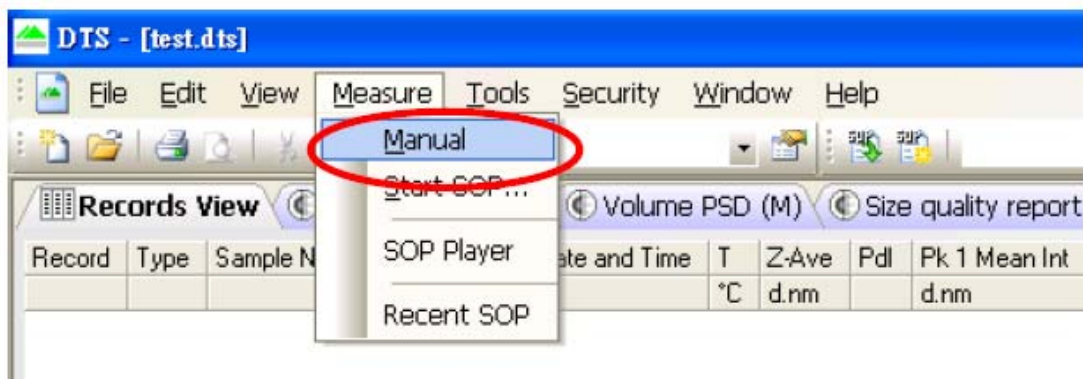 DTS - [test.dts]
File Edit View Measure Tools Security Window Help
Manual
Start SOP...
SOP Player
Recent SOP
Records View Volume PSD (M) Size quality report
Record Type Sample N ate and Time T Z-Ave PdI Pk 1 Mean Int
°C d.nm d.nm